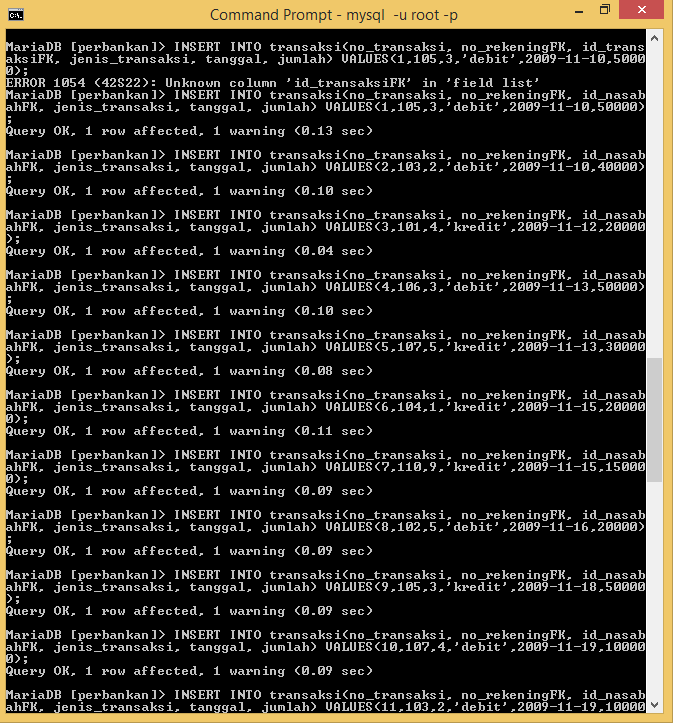 Command Prompt - mysql -u root -p
MariaDB [perbankan]> INSERT INTO transaksi(no_transaksi, no_rekeningFK, id_trans
aksiFK, jenis_transaksi, tanggal, jumlah) VALUES(1,105,3,'debit',2009-11-10,5000
0);
ERROR 1054 (42S22): Unknown column 'id_transaksiFK' in 'field list'
MariaDB [perbankan]> INSERT INTO transaksi(no_transaksi, no_rekeningFK, id_nasab
ahFK, jenis_transaksi, tanggal, jumlah) VALUES(1,105,3,'debit',2009-11-10,50000)
;
Query OK, 1 row affected, 1 warning (0.13 sec)
MariaDB [perbankan]> INSERT INTO transaksi(no_transaksi, no_rekeningFK, id_nasab
ahFK, jenis_transaksi, tanggal, jumlah) VALUES(2,103,2,'debit',2009-11-10,40000)
;
Query OK, 1 row affected, 1 warning (0.10 sec)
MariaDB [perbankan]> INSERT INTO transaksi(no_transaksi, no_rekeningFK, id_nasab
ahFK, jenis_transaksi, tanggal, jumlah) VALUES(3,101,4,'kredit',2009-11-12,20000
);
Query OK, 1 row affected, 1 warning (0.04 sec)
MariaDB [perbankan]> INSERT INTO transaksi(no_transaksi, no_rekeningFK, id_nasab
ahFK, jenis_transaksi, tanggal, jumlah) VALUES(4,106,3,'debit',2009-11-13,50000)
;
Query OK, 1 row affected, 1 warning (0.10 sec)
MariaDB [perbankan]> INSERT INTO transaksi(no_transaksi, no_rekeningFK, id_nasab
ahFK, jenis_transaksi, tanggal, jumlah) VALUES(5,107,5,'kredit',2009-11-13,30000
);
Query OK, 1 row affected, 1 warning (0.08 sec)
MariaDB [perbankan]> INSERT INTO transaksi(no_transaksi, no_rekeningFK, id_nasab
ahFK, jenis_transaksi, tanggal, jumlah) VALUES(6,104,1,'kredit',2009-11-15,20000
0);
Query OK, 1 row affected, 1 warning (0.11 sec)
MariaDB [perbankan]> INSERT INTO transaksi(no_transaksi, no_rekeningFK, id_nasab
ahFK, jenis_transaksi, tanggal, jumlah) VALUES(7,110,9,'kredit',2009-11-15,15000
0);
Query OK, 1 row affected, 1 warning (0.09 sec)
MariaDB [perbankan]> INSERT INTO transaksi(no_transaksi, no_rekeningFK, id_nasab
ahFK, jenis_transaksi, tanggal, jumlah) VALUES(8,102,5,'debit',2009-11-16,20000)
;
Query OK, 1 row affected, 1 warning (0.09 sec)
MariaDB [perbankan]> INSERT INTO transaksi(no_transaksi, no_rekeningFK, id_nasab
ahFK, jenis_transaksi, tanggal, jumlah) VALUES(9,105,3,'kredit',2009-11-18,50000
);
Query OK, 1 row affected, 1 warning (0.09 sec)
MariaDB [perbankan]> INSERT INTO transaksi(no_transaksi, no_rekeningFK, id_nasab
ahFK, jenis_transaksi, tanggal, jumlah) VALUES(10,107,4,'debit',2009-11-19,10000
0);
Query OK, 1 row affected, 1 warning (0.09 sec)
MariaDB [perbankan]> INSERT INTO transaksi(no_transaksi, no_rekeningFK, id_nasab
ahFK, jenis_transaksi, tanggal, jumlah) VALUES(11,103,2,'debit',2009-11-19,10000